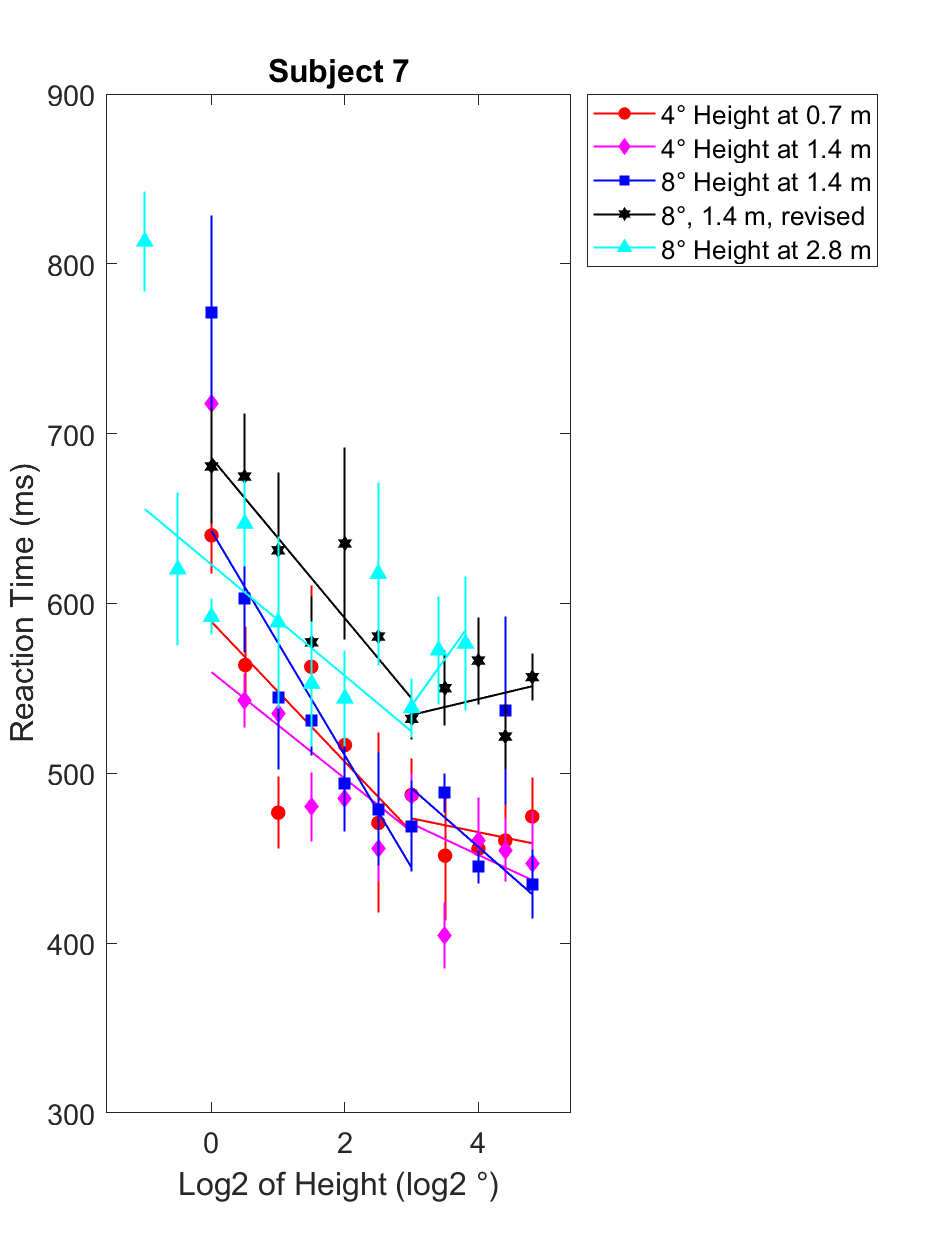 Subject 7
900
800
700
600
500
400
300
0 2 4
Reaction Time (ms)
Log2 of Height (log2 °)
4° Height at 0.7 m
4° Height at 1.4 m
8° Height at 1.4 m
8°, 1.4 m, revised
8° Height at 2.8 m